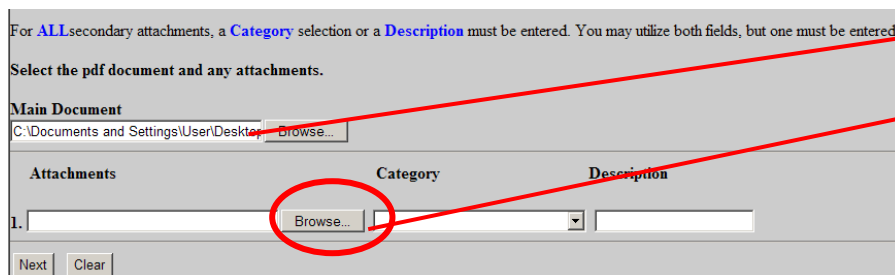 For ALLsecondary attachments, a Category selection or a Description must be entered. You may utilize both fields, but one must be entered
Select the pdf document and any attachments.
Main Document
C:\Documents and Settings\User\Desktop Browse...
Attachments Category Description
1. Browse...
Next Clear